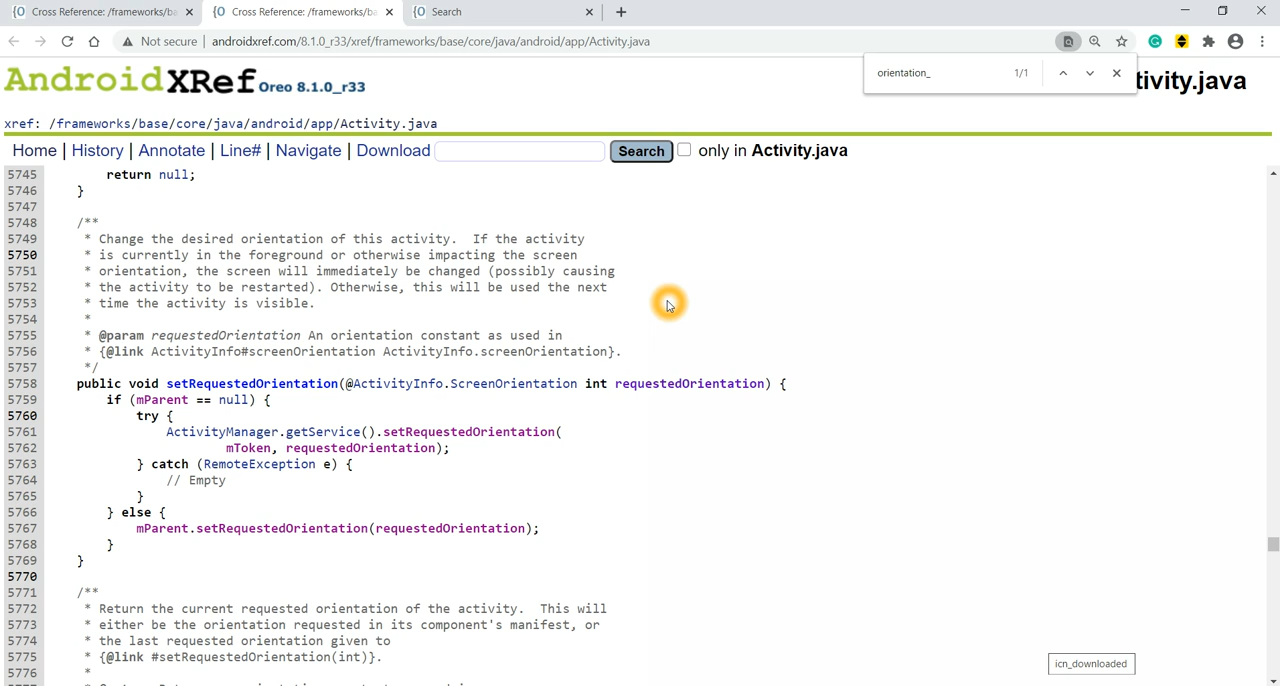 Cross Reference: /frameworks/ba
Cross Reference: /frameworks/ba
Search
Not secure | androidxref.com/8.1.0_r33/xref/frameworks/base/core/java/android/app/Activity.java
orientation_ 1/1
AndroidXRef Oreo 8.1.0_r33
tivity.java
xref: /frameworks/base/core/java/android/app/Activity.java
Home | History | Annotate | Line# | Navigate | Download Search only in Activity.java
5745 return null;
5746 }
5747
5748 /**
5749 * Change the desired orientation of this activity. If the activity
5750 * is currently in the foreground or otherwise impacting the screen
5751 * orientation, the screen will immediately be changed (possibly causing
5752 * the activity to be restarted). Otherwise, this will be used the next
5753 * time the activity is visible.
5754 *
5755 * @param requestedOrientation An orientation constant as used in
5756 * {@link ActivityInfo#screenOrientation ActivityInfo.screenOrientation}.
5757 */
5758 public void setRequestedOrientation(@ActivityInfo.ScreenOrientation int requestedOrientation) {
5759 if (mParent == null) {
5760 try {
5761 ActivityManager.getService().setRequestedOrientation(
5762 mToken, requestedOrientation);
5763 } catch (RemoteException e) {
5764 // Empty
5765 }
5766 } else {
5767 mParent.setRequestedOrientation(requestedOrientation);
5768 }
5769 }
5770
5771 /**
5772 * Return the current requested orientation of the activity. This will
5773 * either be the orientation requested in its component's manifest, or
5774 * the last requested orientation given to
5775 * {@link #setRequestedOrientation(int)}.
5776 *
icn_downloaded